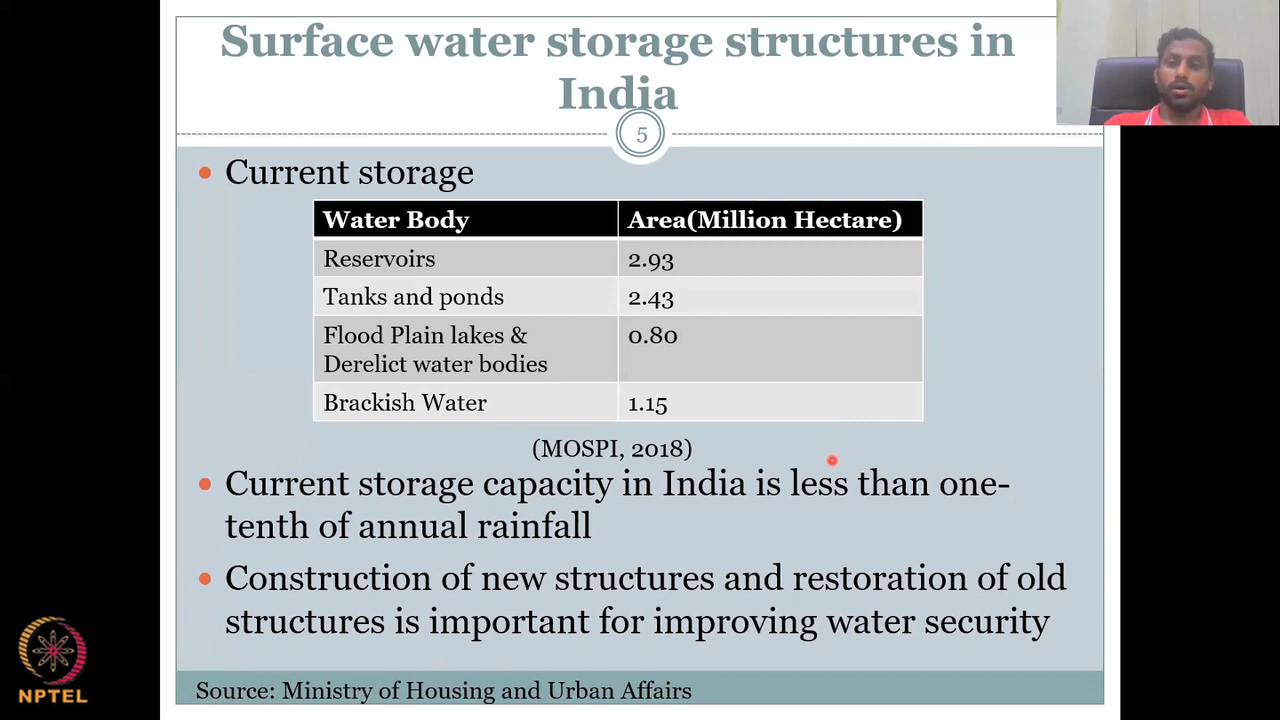 Surface water storage structures in
India
5
Current storage
Water Body Area(Million Hectare)
Reservoirs 2.93
Tanks and ponds 2.43
Flood Plain lakes & 0.80
Derelict water bodies
Brackish Water 1.15
(MOSPI, 2018)
Current storage capacity in India is less than one-
tenth of annual rainfall
Construction of new structures and restoration of old
structures is important for improving water security
Source: Ministry of Housing and Urban Affairs
NPTEL